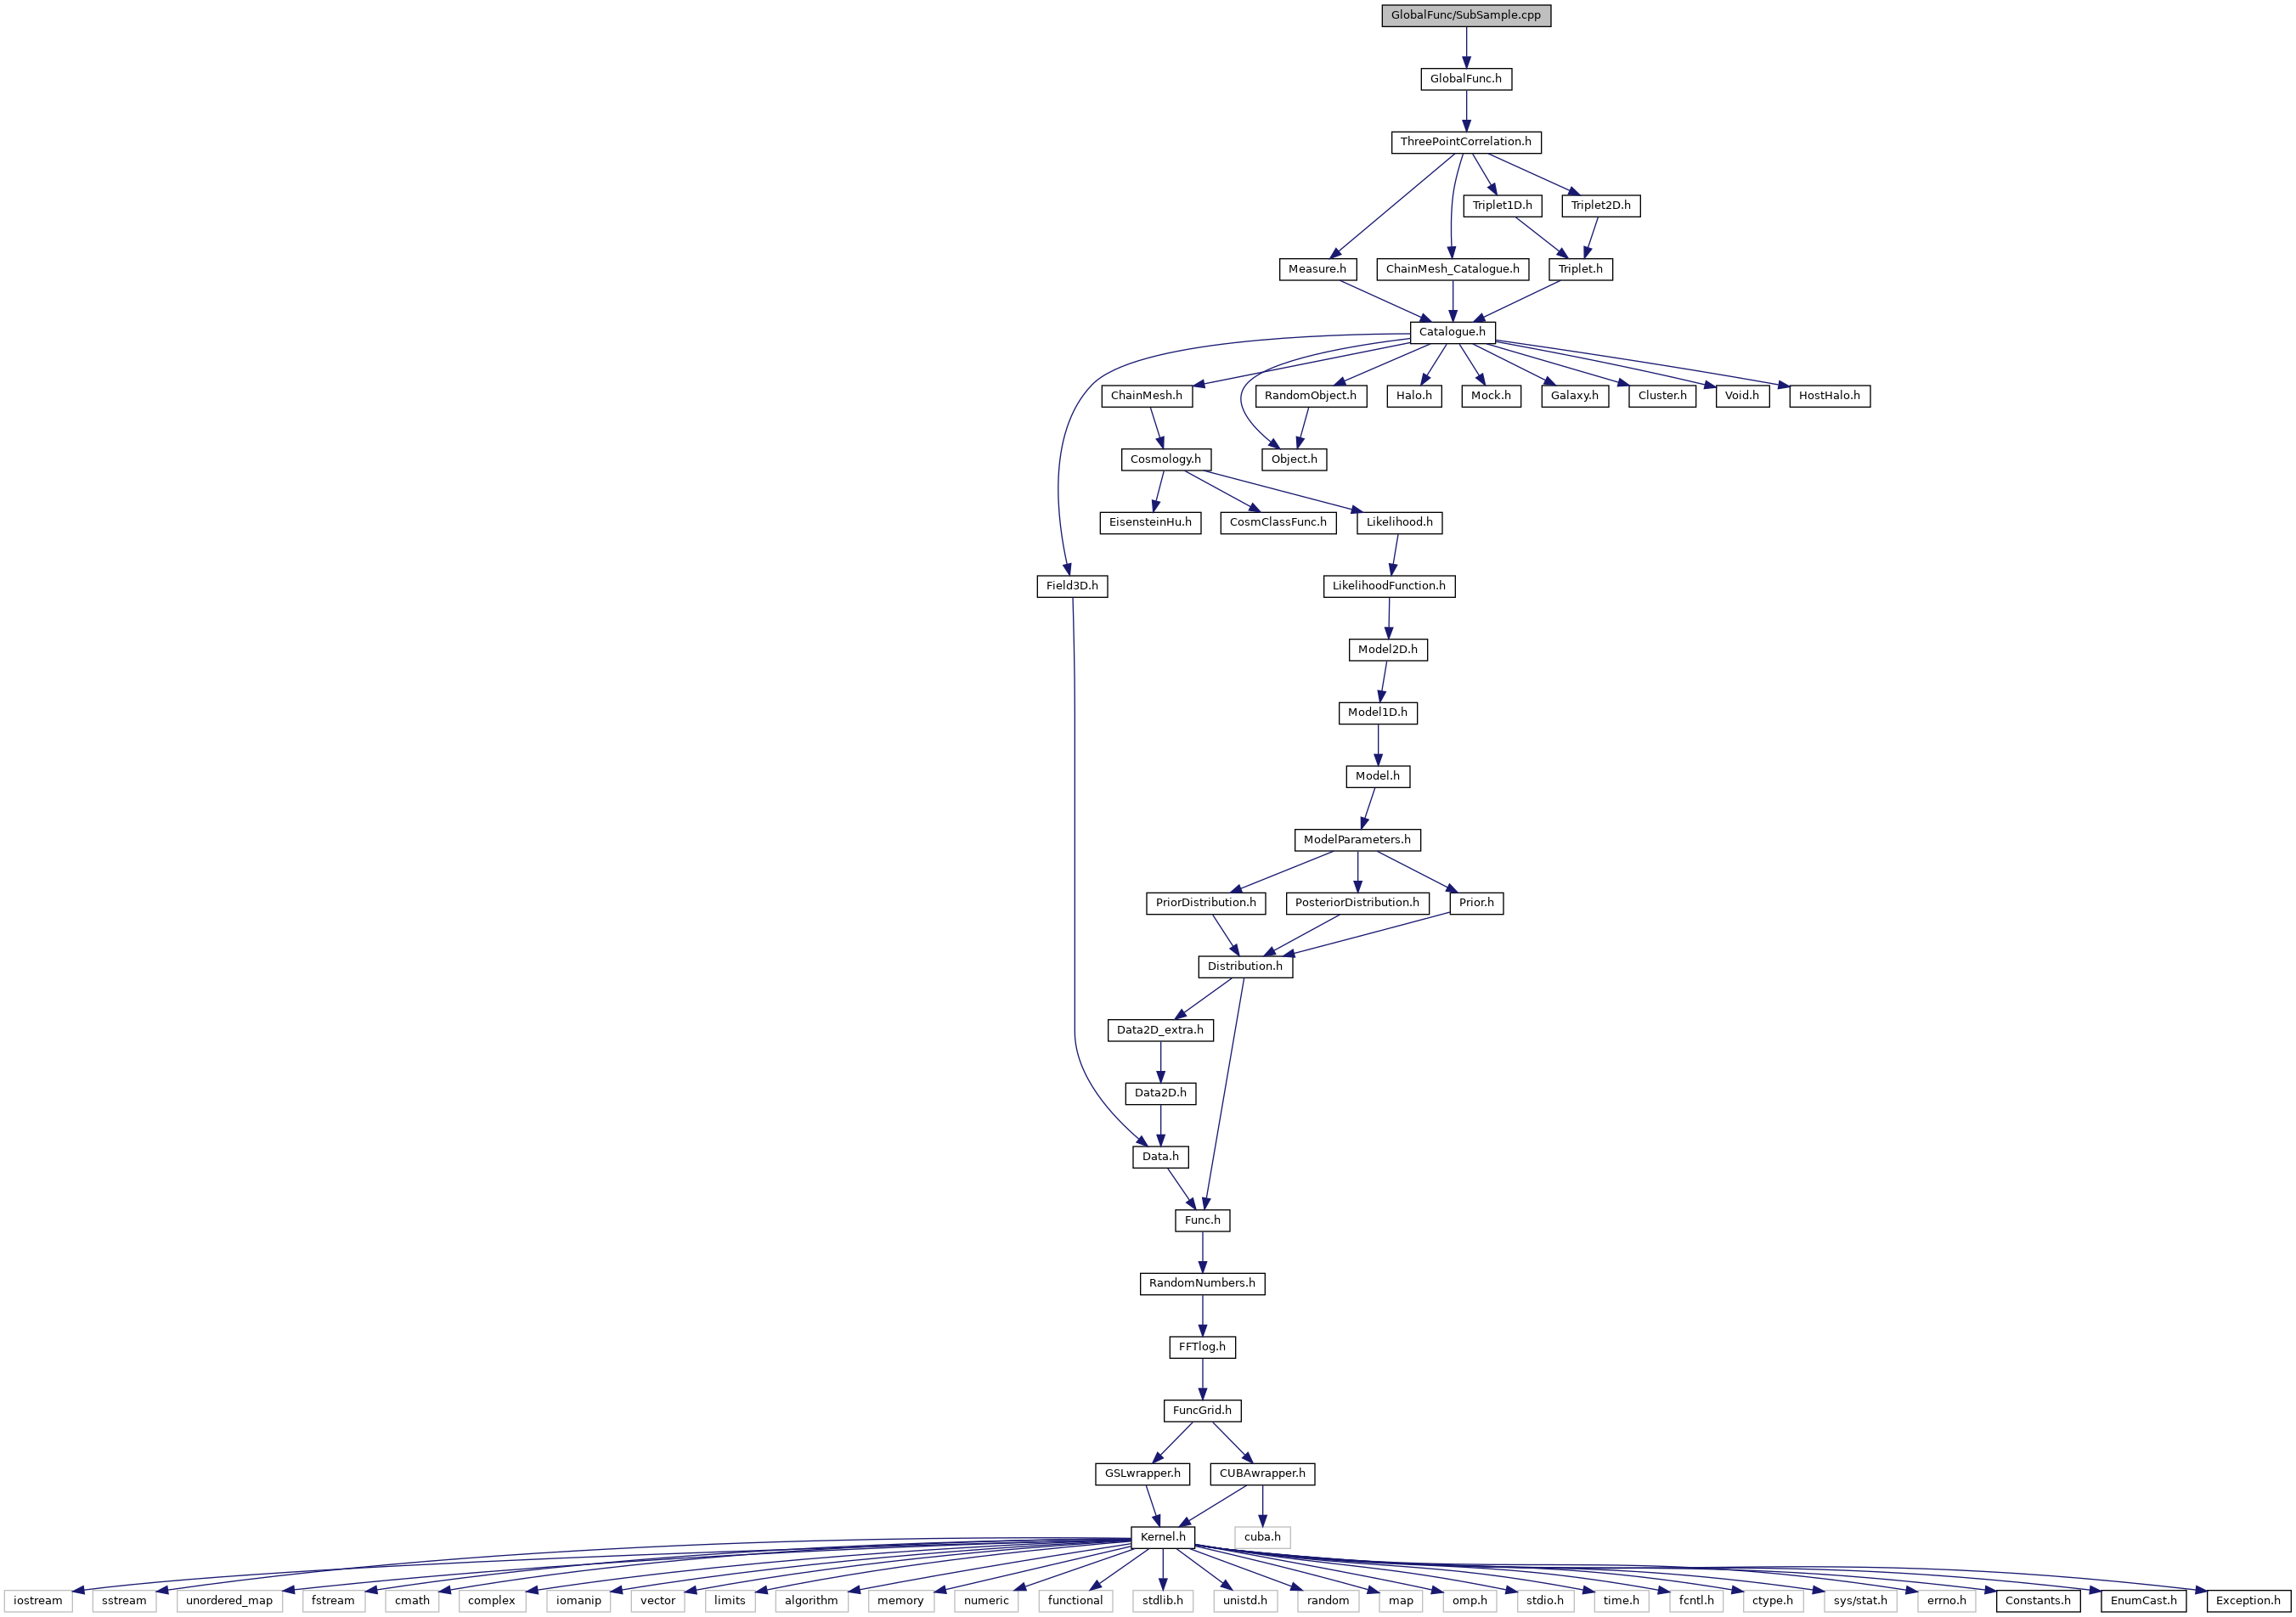 GlobalFunc/SubSample.cpp
GlobalFunc.h
ThreePointCorrelation.h
Triplet1D.h
Triplet2D.h
Measure.h
ChainMesh_Catalogue.h
Triplet.h
Catalogue.h
ChainMesh.h
RandomObject.h
Halo.h
Mock.h
Galaxy.h
Cluster.h
Void.h
HostHalo.h
Cosmology.h
Object.h
EisensteinHu.h
CosmClassFunc.h
Likelihood.h
Field3D.h
LikelihoodFunction.h
Model2D.h
Model1D.h
Model.h
ModelParameters.h
PriorDistribution.h
PosteriorDistribution.h
Prior.h
Distribution.h
Data2D_extra.h
Data2D.h
Data.h
Func.h
RandomNumbers.h
FFTlog.h
FuncGrid.h
GSLwrapper.h
CUBAwrapper.h
Kernel.h
cuba.h
iostream
sstream
unordered_map
fstream
cmath
complex
iomanip
vector
limits
algorithm
memory
numeric
functional
stdlib.h
unistd.h
random
map
omp.h
stdio.h
time.h
fcntl.h
ctype.h
sys/stat.h
errno.h
Constants.h
EnumCast.h
Exception.h